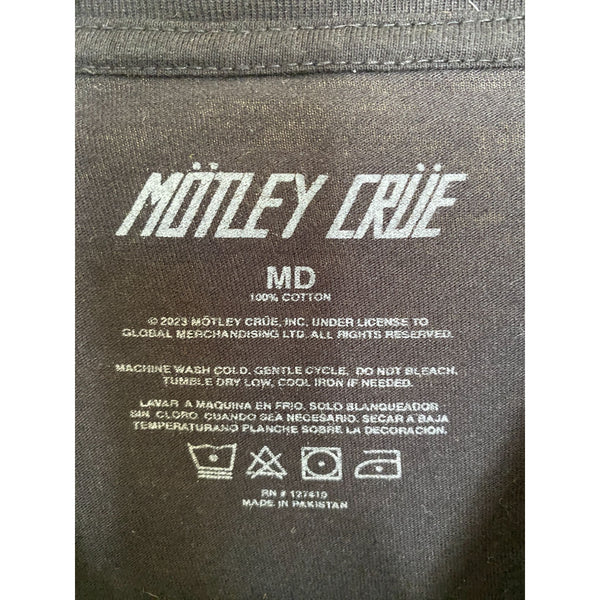 MÖTLEY CRÜE
MD
100% COTTON
© 2023 MÖTLEY CRÜE, INC. UNDER LICENSE TO
GLOBAL MERCHANDISING LTD. ALL RIGHTS RESERVED.
MACHINE WASH COLD. GENTLE CYCLE. DO NOT BLEACH.
TUMBLE DRY LOW, COOL IRON IF NEEDED.
LAVAR A MAQUINA EN FRIO. SOLO BLANQUEADOR
SIN CLORO CUANDO SEA NECESARIO. SECAR A BAJA
TEMPERATURANO PLANCHE SOBRE LA DECORACIÓN.
RN # 127410
MADE IN PAKISTAN